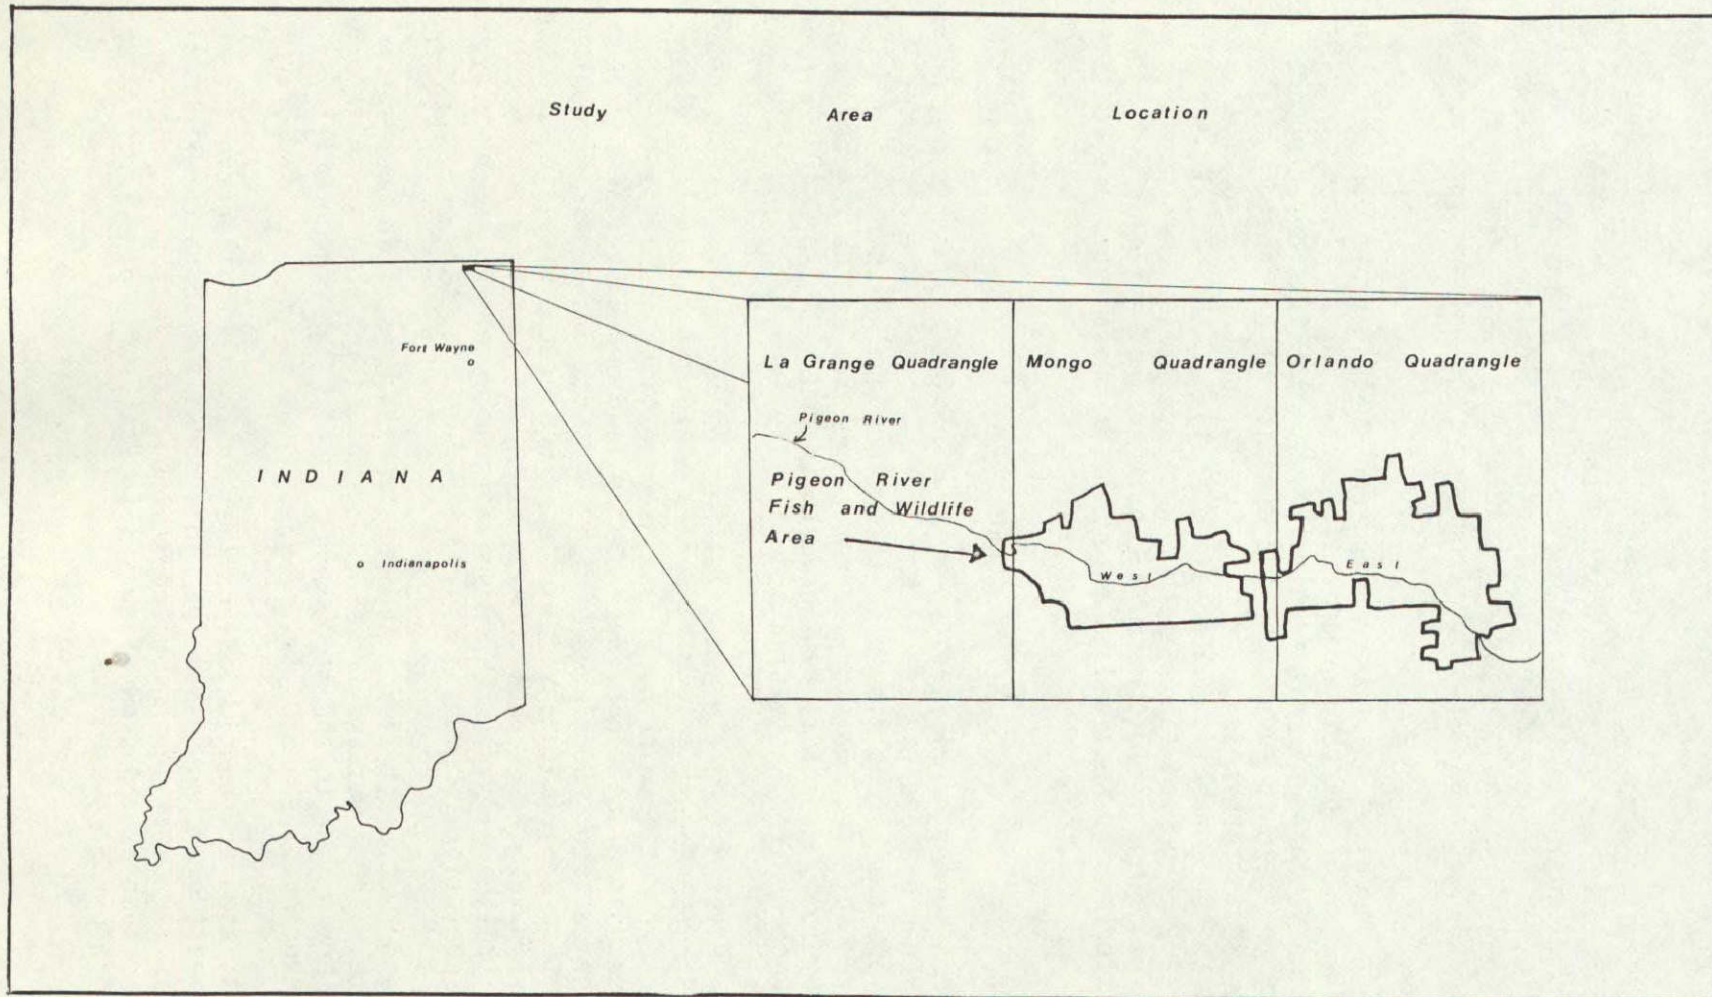 Study Area Location
Fort Wayne
INDIANA
Indianapolis
La Grange Quadrangle
Mongo Quadrangle
Orlando Quadrangle
Pigeon River
Pigeon River
Fish and Wildlife
Area
West
East